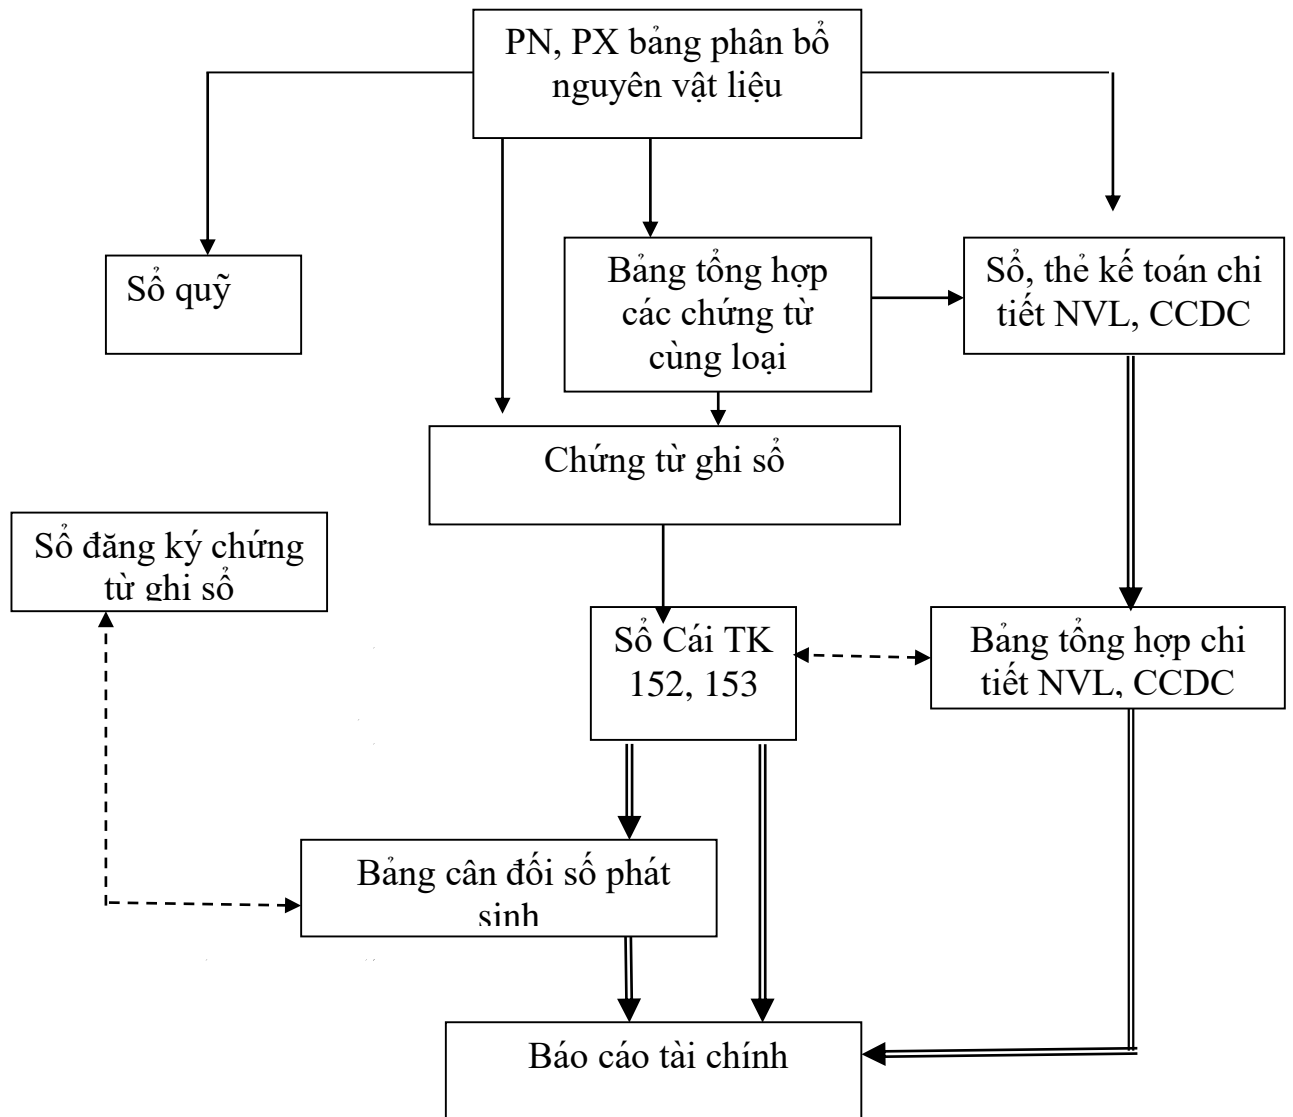 PN, PX bảng phân bổ
nguyên vật liệu
Sổ quỹ
Bảng tổng hợp
các chứng từ
cùng loại
Sổ, thẻ kế toán chi
tiết NVL, CCDC
Chứng từ ghi sổ
Sổ đăng ký chứng
từ ghi sổ
Sổ Cái TK
152, 153
Bảng tổng hợp chi
tiết NVL, CCDC
Bảng cân đối số phát
sinh
Báo cáo tài chính